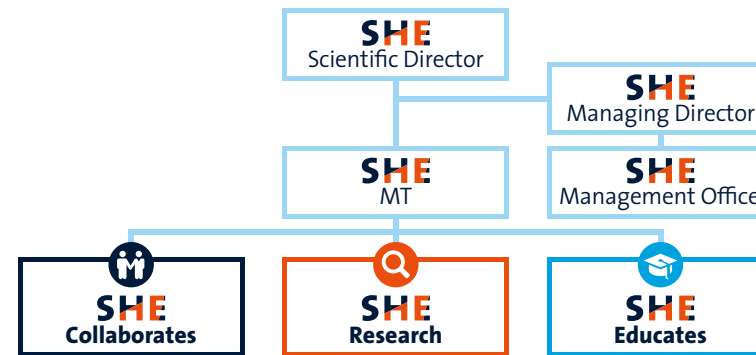 SHE
Scientific Director
SHE
Managing Director
SHE
MT
SHE
Management Office
SHE
Collaborates
SHE
Research
SHE
Educates